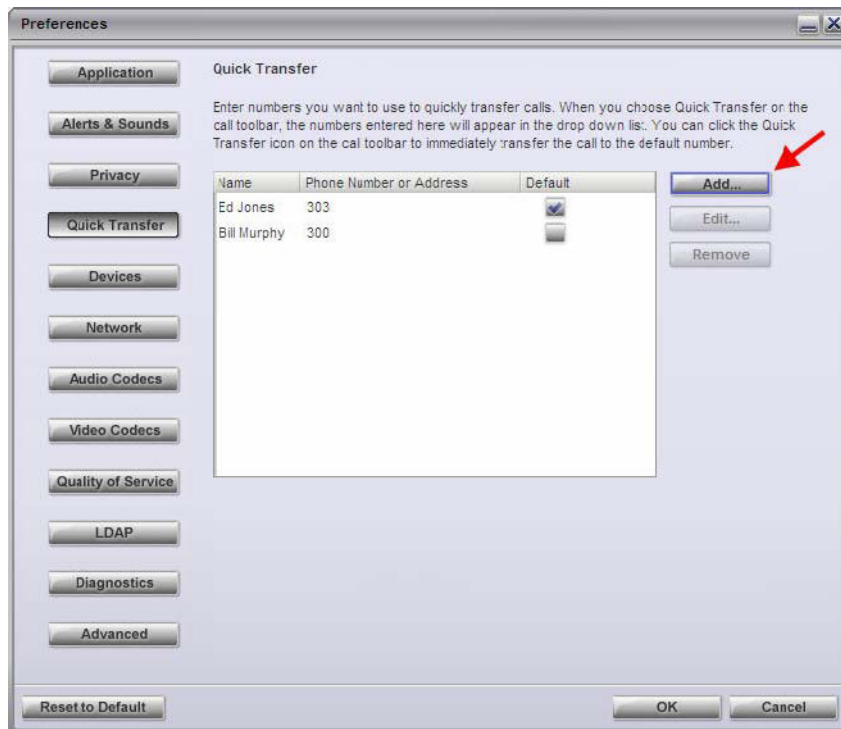 Preferences
Application
Alerts & Sounds
Privacy
Quick Transfer
Devices
Network
Audio Codecs
Video Codecs
Quality of Service
LDAP
Diagnostics
Advanced
Quick Transfer
Enter numbers you want to use to quickly transfer calls. When you choose Quick Transfer or the
call toolbar, the numbers entered here will appear in the drop down list. You can click the Quick
Transfer icon on the cal toolbar to immediately transfer the call to the default number.
Name Phone Number or Address Default
Ed Jones 303
Bill Murphy 300
Add...
Edit...
Remove
Reset to Default
OK
Cancel